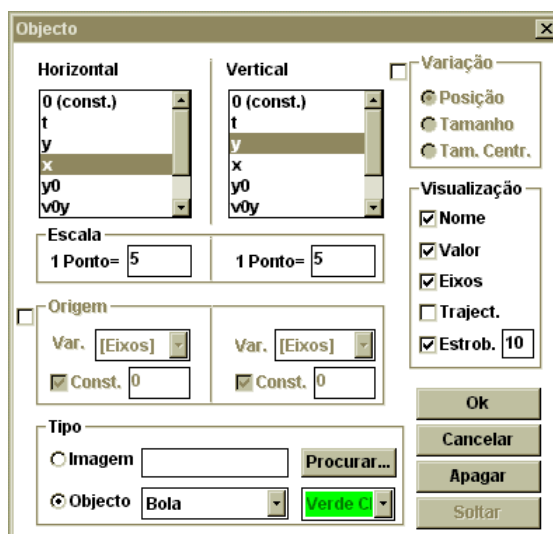 Objecto
Horizontal
0 (const.)
t
y
x
y0
v0y
Vertical
0 (const.)
t
y
x
y0
v0y
Variação
Posição
Tamanho
Tam. Centr.
Visualização
Nome
Valor
Eixos
Traject.
Estrob. 10
Escala
1 Ponto= 5
1 Ponto= 5
Origem
Var. [Eixos]
Const. 0
Var. [Eixos]
Const. 0
Tipo
Imagem Procurar...
Objecto Bola Verde Cl
Ok
Cancelar
Apagar
Soltar